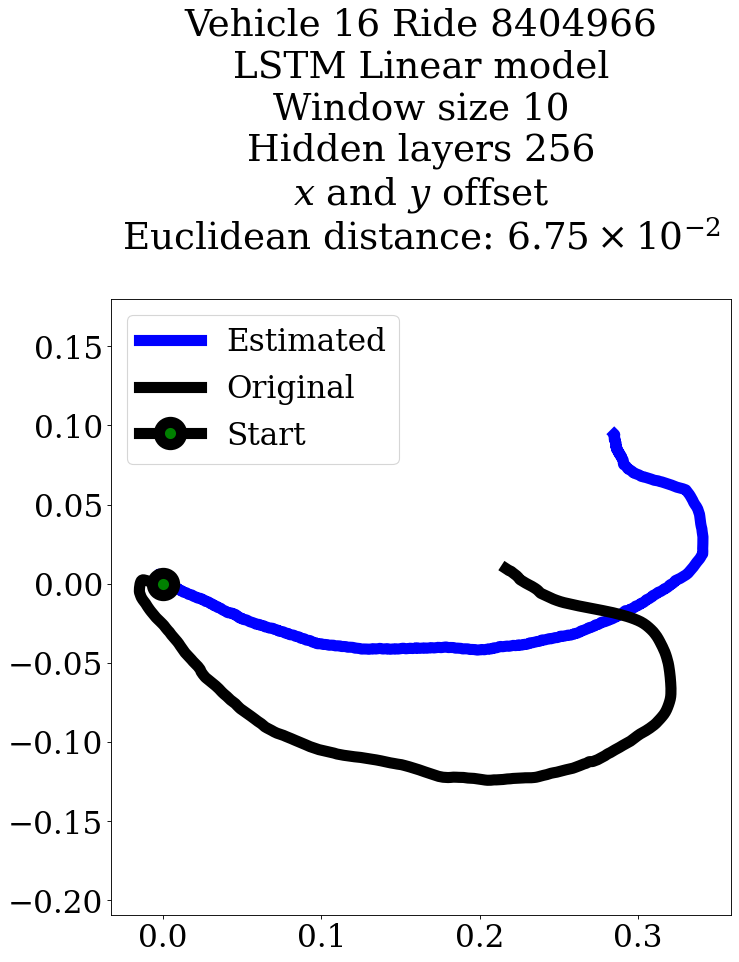 Vehicle 16 Ride 8404966
LSTM Linear model
Window size 10
Hidden layers 256
x and y offset
Euclidean distance: 6.75 × 10⁻²
Estimated
Original
Start
0.15
0.10
0.05
0.00
−0.05
−0.10
−0.15
−0.20
0.0 0.1 0.2 0.3